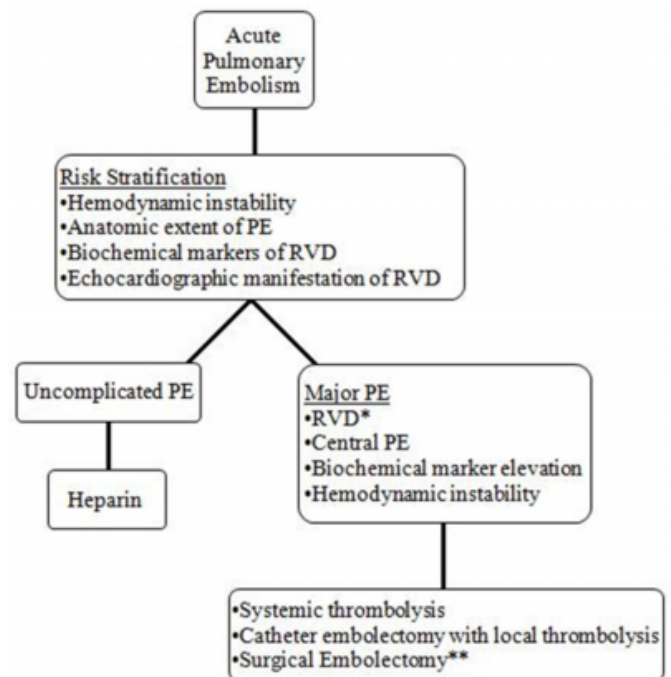 Acute
Pulmonary
Embolism
Risk Stratification
•Hemodynamic instability
•Anatomic extent of PE
•Biochemical markers of RVD
•Echocardiographic manifestation of RVD
Uncomplicated PE
Heparin
Major PE
•RVD*
•Central PE
•Biochemical marker elevation
•Hemodynamic instability
•Systemic thrombolysis
•Catheter embolectomy with local thrombolysis
•Surgical Embolectomy**